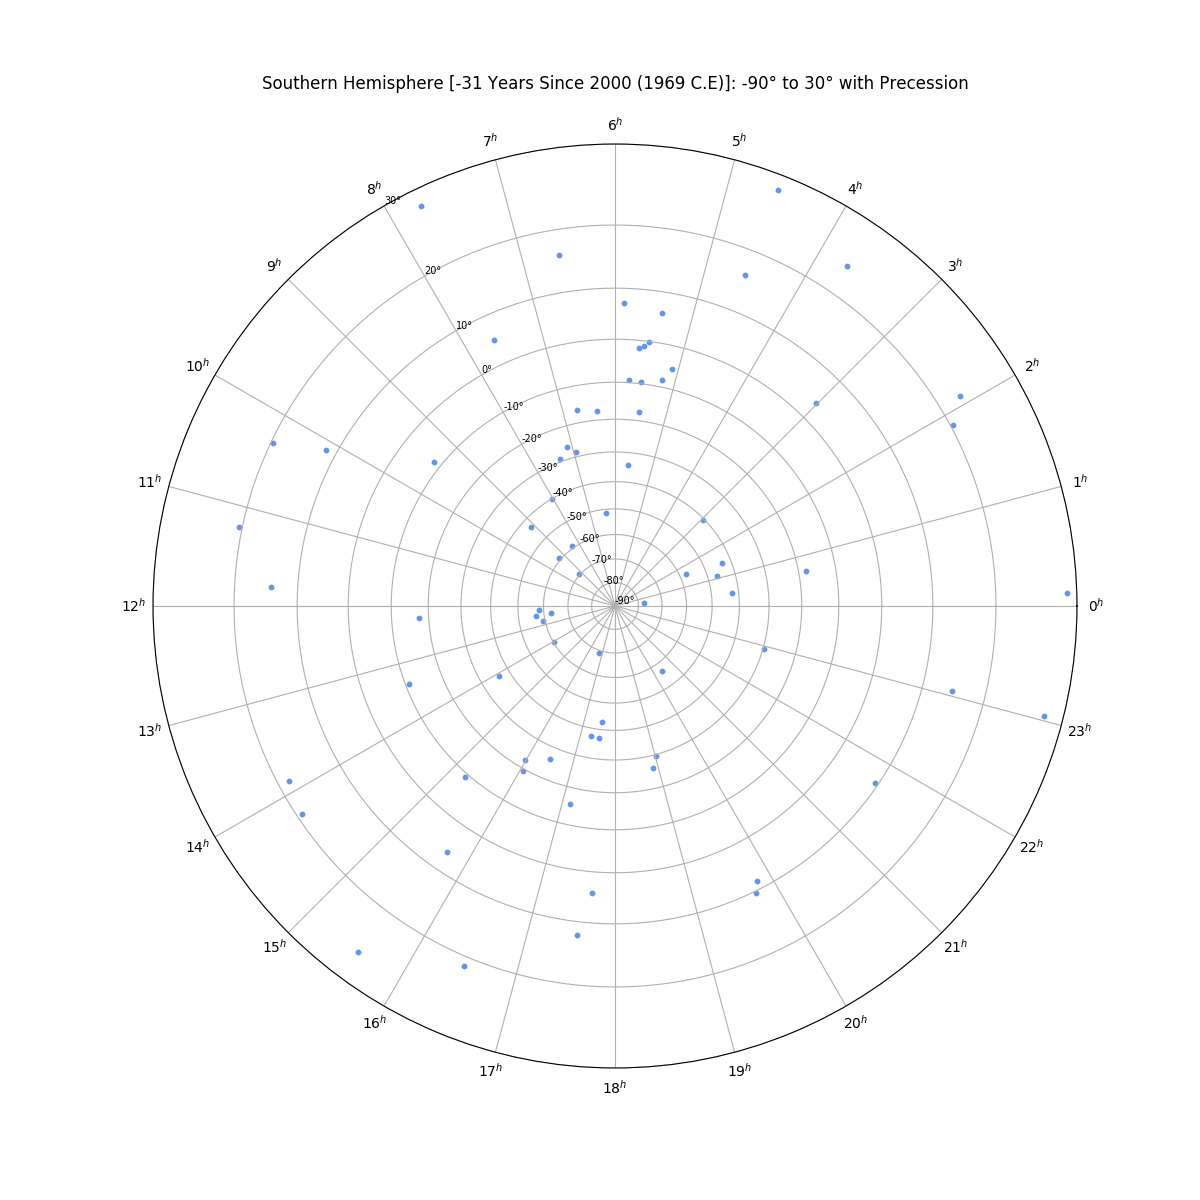 Southern Hemisphere [-31 Years Since 2000 (1969 C.E)]: -90° to 30° with Precession
6h
7h
5h
8h
4h
30°
9h
3h
20°
10°
10h
2h
0°
-10°
-20°
-30°
11h
1h
-40°
-50°
-60°
-70°
-80°
-90°
12h
0h
13h
23h
14h
22h
15h
21h
16h
20h
17h
19h
18h